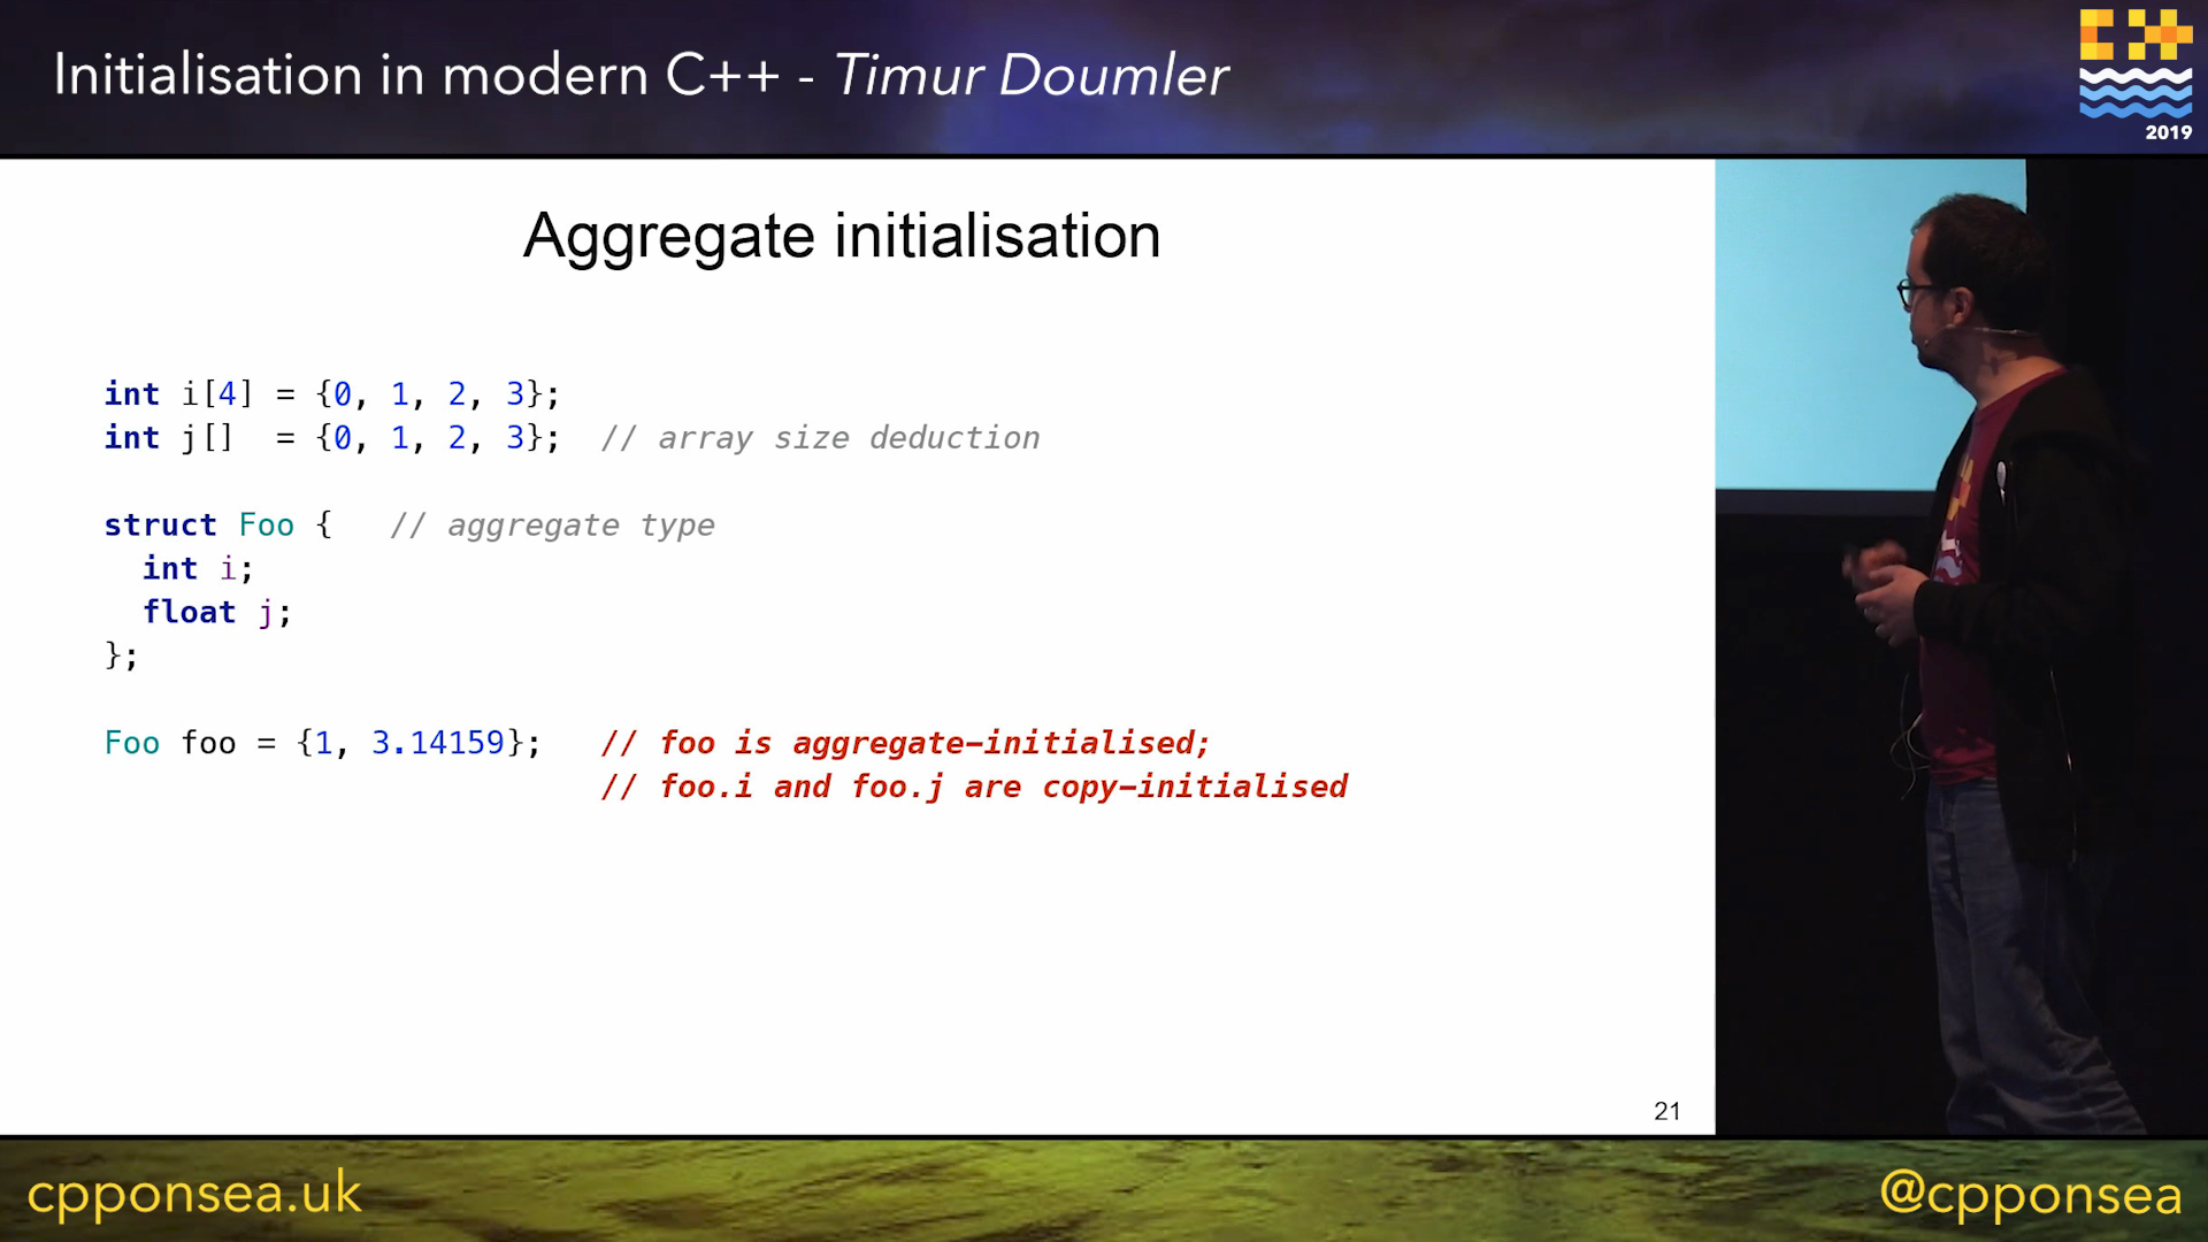 Initialisation in modern C++ - Timur Doumler
2019
Aggregate initialisation
int i[4] = {0, 1, 2, 3};
int j[]  = {0, 1, 2, 3};  // array size deduction
struct Foo {   // aggregate type
  int i;
  float j;
};
Foo foo = {1, 3.14159};   // foo is aggregate-initialised;
// foo.i and foo.j are copy-initialised
21
cpponsea.uk
@cpponsea